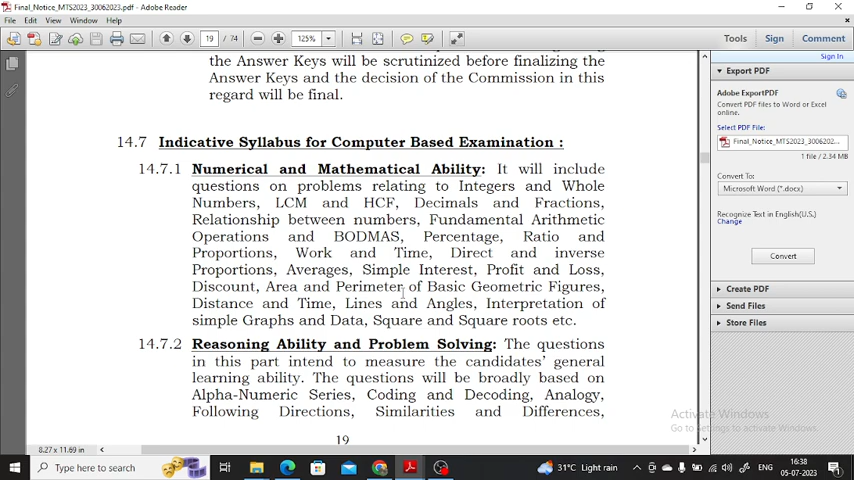 Final_Notice_MTS2023_30062023.pdf - Adobe Reader
File Edit View Window Help
19 / 74 125% Tools Sign Comment
the Answer Keys will be scrutinized before finalizing the
Answer Keys and the decision of the Commission in this
regard will be final.
14.7 Indicative Syllabus for Computer Based Examination :
14.7.1 Numerical and Mathematical Ability: It will include
questions on problems relating to Integers and Whole
Numbers, LCM and HCF, Decimals and Fractions,
Relationship between numbers, Fundamental Arithmetic
Operations and BODMAS, Percentage, Ratio and
Proportions, Work and Time, Direct and inverse
Proportions, Averages, Simple Interest, Profit and Loss,
Discount, Area and Perimeter of Basic Geometric Figures,
Distance and Time, Lines and Angles, Interpretation of
simple Graphs and Data, Square and Square roots etc.
14.7.2 Reasoning Ability and Problem Solving: The questions
in this part intend to measure the candidates' general
learning ability. The questions will be broadly based on
Alpha-Numeric Series, Coding and Decoding, Analogy,
Following Directions, Similarities and Differences,
19
8.27 x 11.69 in
Sign In
Export PDF
Adobe ExportPDF
Convert PDF files to Word or Excel
online.
Select PDF File:
Final_Notice_MTS2023_3006202...
1 file / 2.34 MB
Convert To:
Microsoft Word (*.docx)
Recognize Text in English(U.S.)
Change
Convert
Create PDF
Send Files
Store Files
Activate Windows
Go to Settings to activate Windows.
Type here to search
31°C Light rain
ENG
16:38
05-07-2023